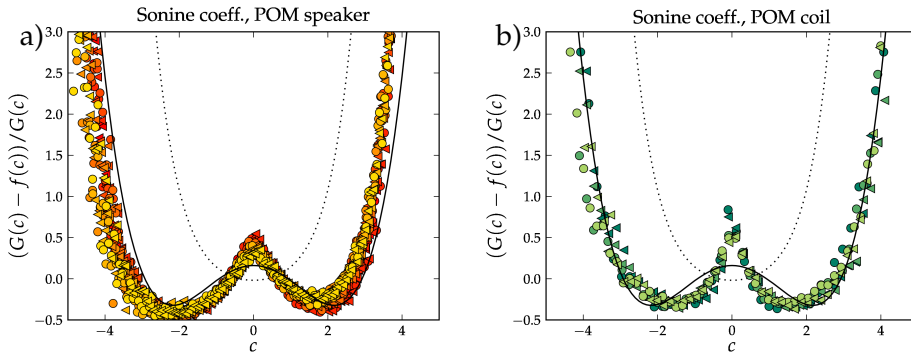 Sonine coeff., POM speaker
a)
3.0
2.5
2.0
1.5
1.0
0.5
0.0
−0.5
(G(c) − f(c))/G(c)
−4 −2 0 2 4
c
Sonine coeff., POM coil
b)
3.0
2.5
2.0
1.5
1.0
0.5
0.0
−0.5
(G(c) − f(c))/G(c)
−4 −2 0 2 4
c